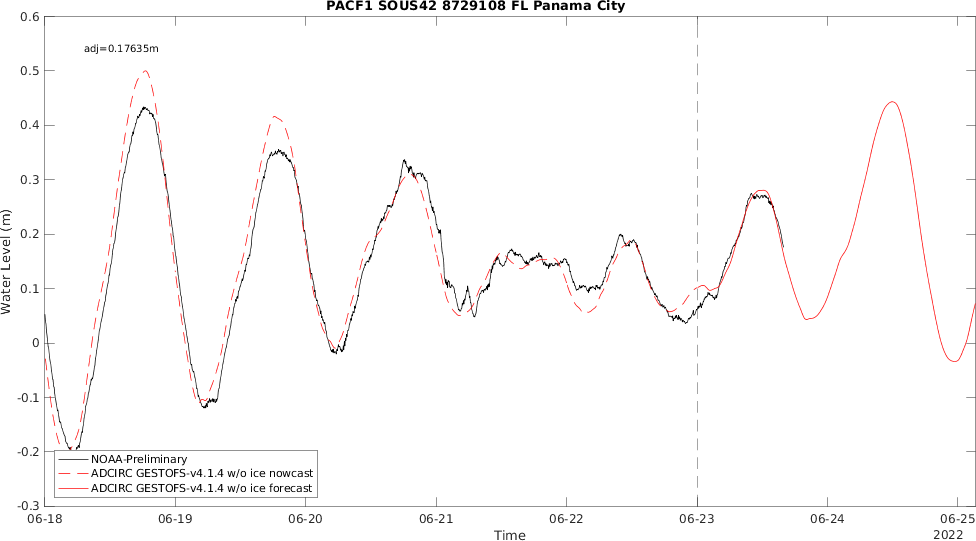 PACF1 SOUS42 8729108 FL Panama City
0.6
adj=0.17635m
0.5
0.4
0.3
0.2
0.1
0
-0.1
-0.2
-0.3
Water Level (m)
NOAA-Preliminary
ADCIRC GESTOFS-v4.1.4 w/o ice nowcast
ADCIRC GESTOFS-v4.1.4 w/o ice forecast
06-18 06-19 06-20 06-21 06-22 06-23 06-24 06-25
Time
2022